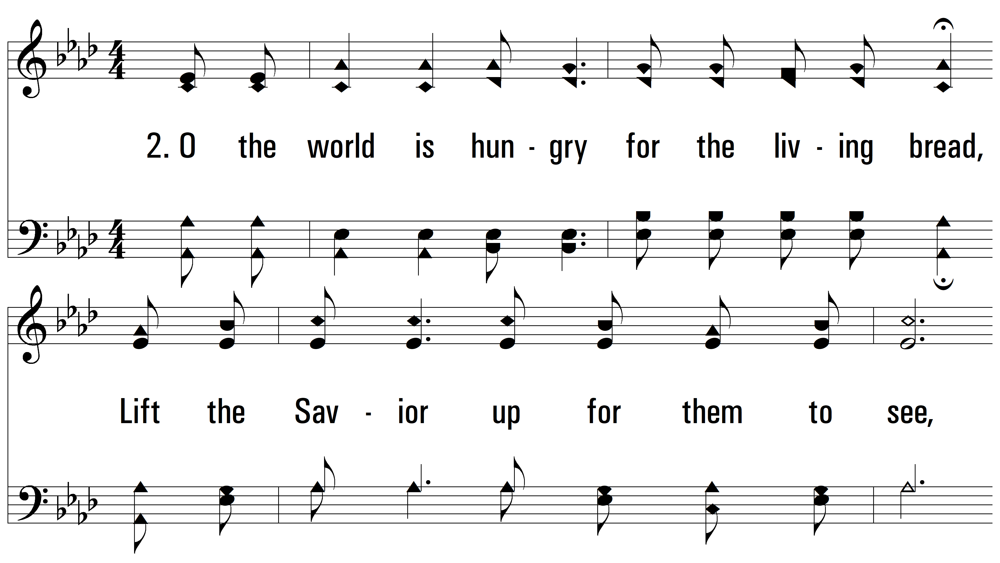 2. O the world is hun - gry for the liv - ing bread,
Lift the Sav - ior up for them to see,